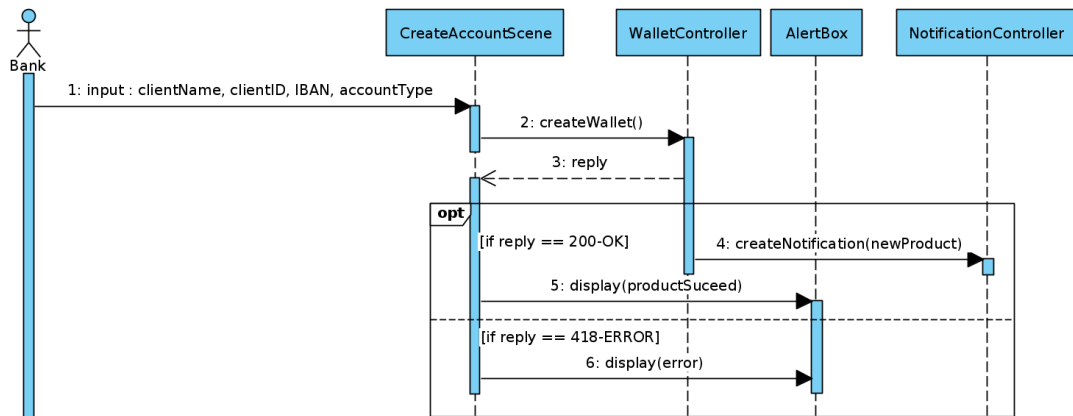 Bank
CreateAccountScene
WalletController
AlertBox
NotificationController
1: input : clientName, clientID, IBAN, accountType
2: createWallet()
3: reply
opt
[if reply == 200-OK]
4: createNotification(newProduct)
5: display(productSuceed)
[if reply == 418-ERROR]
6: display(error)